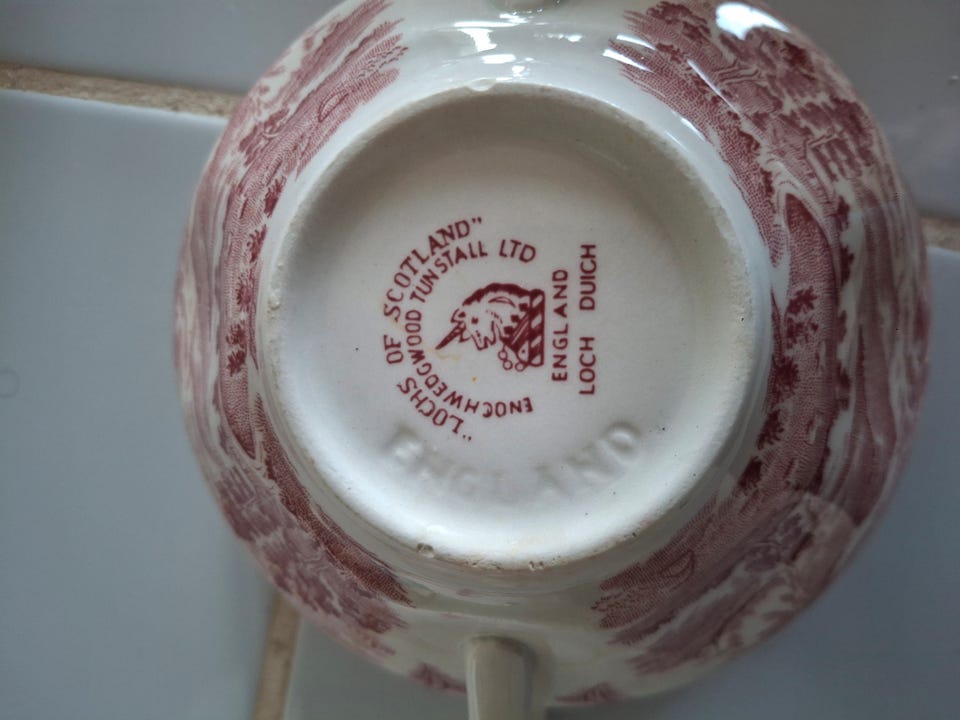 "LOCHS OF SCOTLAND"
ENOCH WEDGWOOD TUNSTALL LTD
ENGLAND
LOCH DUICH
ENGLAND